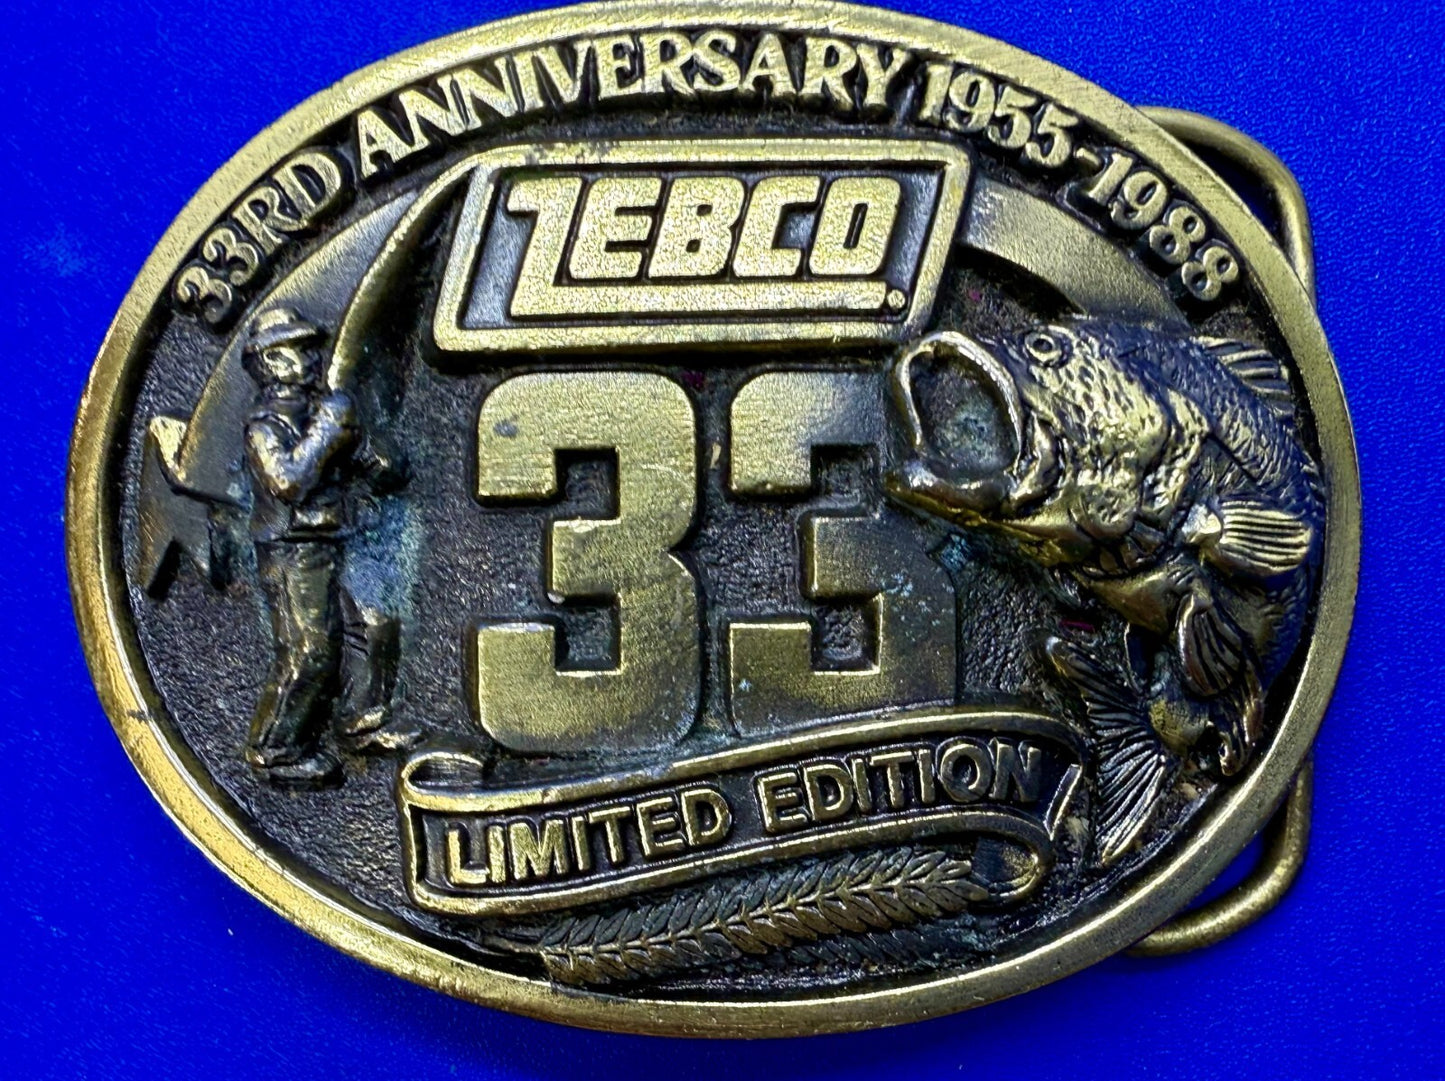 33RD ANNIVERSARY 1955-1988
ZEBCO®
33
LIMITED EDITION